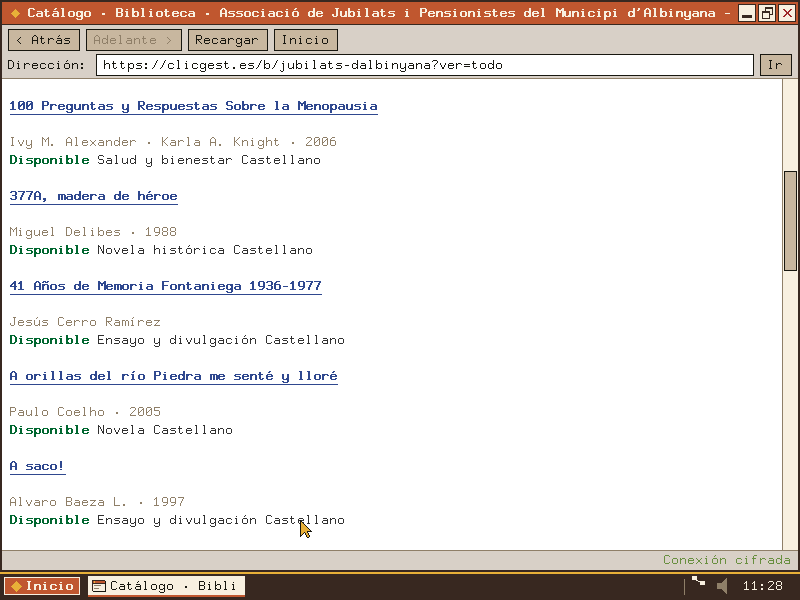 Catálogo · Biblioteca · Associació de Jubilats i Pensionistes del Municipi d'Albinyana -
< Atrás
Adelante >
Recargar
Inicio
Dirección:
https://clicgest.es/b/jubilats-dalbinyana?ver=todo
Ir
100 Preguntas y Respuestas Sobre la Menopausia
Ivy M. Alexander · Karla A. Knight · 2006
Disponible Salud y bienestar Castellano
377A, madera de héroe
Miguel Delibes · 1988
Disponible Novela histórica Castellano
41 Años de Memoria Fontaniega 1936-1977
Jesús Cerro Ramírez
Disponible Ensayo y divulgación Castellano
A orillas del río Piedra me senté y lloré
Paulo Coelho · 2005
Disponible Novela Castellano
A saco!
Alvaro Baeza L. · 1997
Disponible Ensayo y divulgación Castellano
Conexión cifrada
Inicio
Catálogo · Bibli
11:28